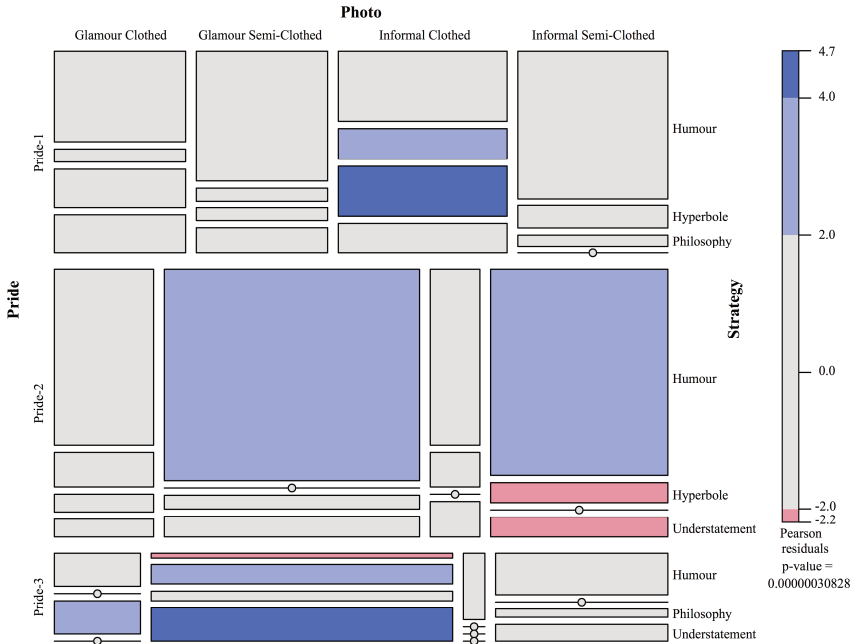 Photo
Glamour Clothed
Glamour Semi-Clothed
Informal Clothed
Informal Semi-Clothed
4.7
4.0
Humour
Pride-1
Hyperbole
Philosophy
2.0
Pride
Strategy
0.0
Humour
Pride-2
Hyperbole
Understatement
-2.0
-2.2
Pearson
residuals
p-value =
0.00000030828
Humour
Pride-3
Philosophy
Understatement